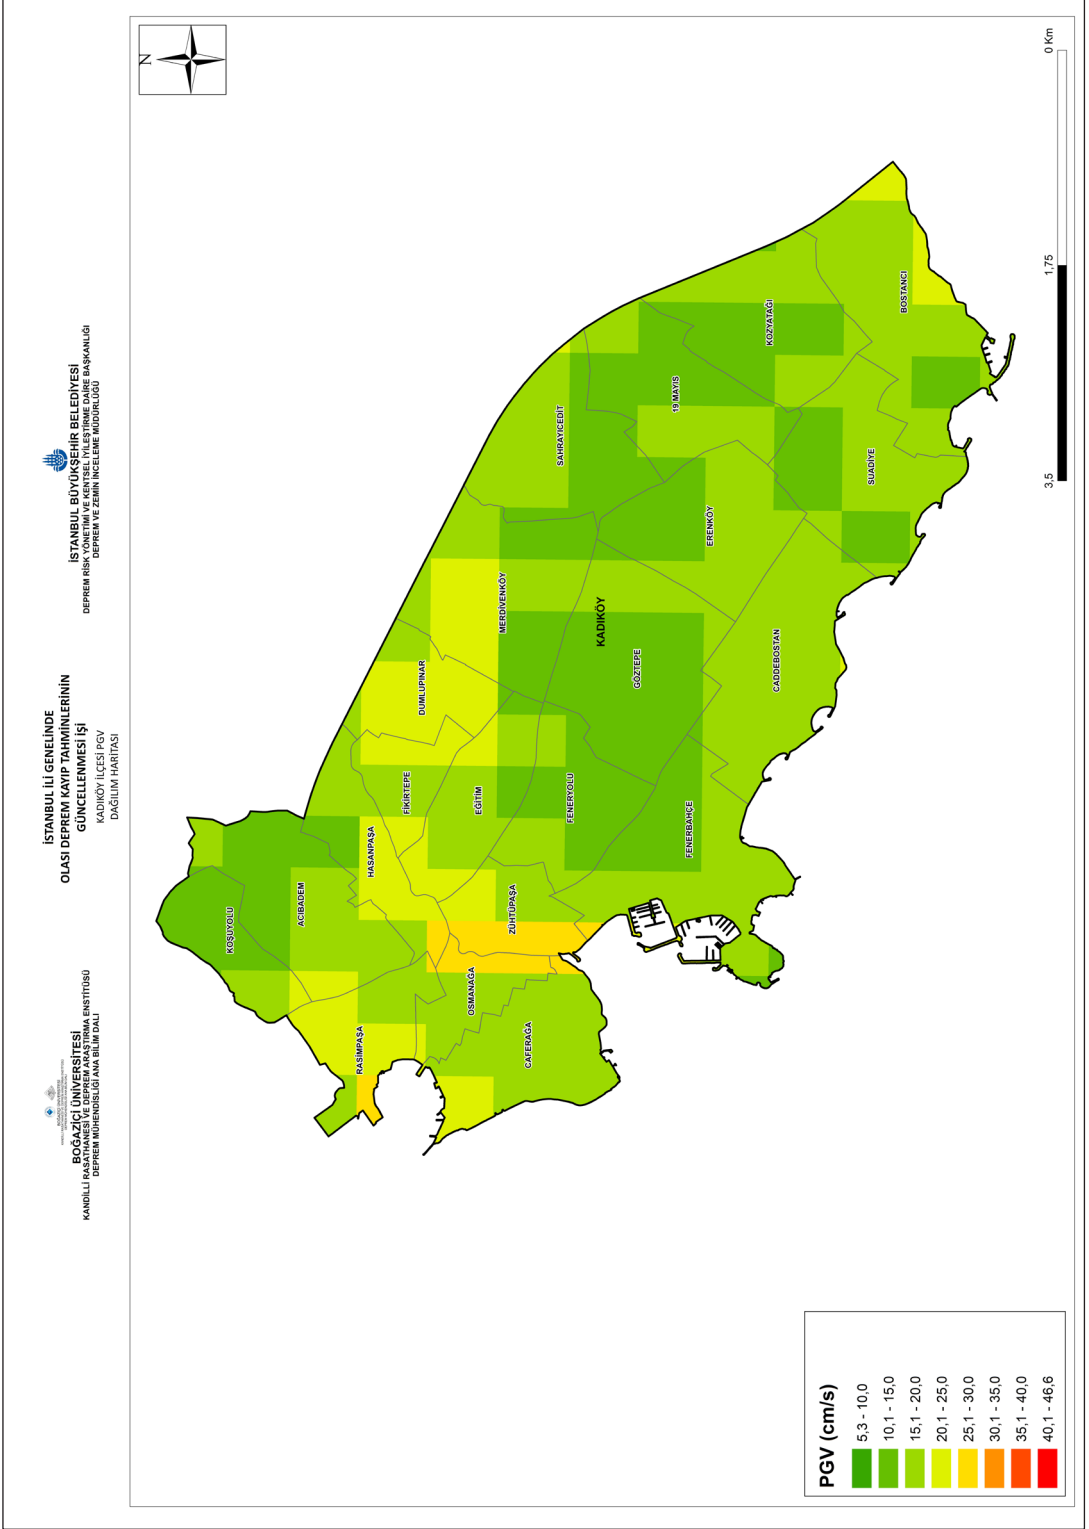 BOĞAZİÇİ ÜNİVERSİTESİ
KANDİLLİ RASATHANESİ VE DEPREM ARAŞTIRMA ENSTİTÜSÜ
DEPREM MÜHENDİSLİĞİ ANA BİLİM DALI
İSTANBUL İLİ GENELİNDE
OLASI DEPREM KAYIP TAHMİNLERİNİN
GÜNCELLENMESİ İŞİ
KADIKÖY İLÇESİ PGV
DAĞILIM HARİTASI
İSTANBUL BÜYÜKŞEHİR BELEDİYESİ
DEPREM RİSK YÖNETİMİ VE KENTSEL İYİLEŞTİRME DAİRE BAŞKANLIĞI
DEPREM VE ZEMİN İNCELEME MÜDÜRLÜĞÜ
N
KOŞUYOLU
ACIBADEM
RASİMPAŞA
HASANPAŞA
FİKİRTEPE
DUMLUPINAR
OSMANAĞA
EĞİTİM
MERDİVENKÖY
ZÜHTÜPAŞA
CAFERAĞA
SAHRAYICEDİT
FENERYOLU
KADIKÖY
GÖZTEPE
19 MAYIS
FENERBAHÇE
ERENKÖY
KOZYATAĞI
CADDEBOSTAN
SUADİYE
BOSTANCI
PGV (cm/s)
5,3 - 10,0
10,1 - 15,0
15,1 - 20,0
20,1 - 25,0
25,1 - 30,0
30,1 - 35,0
35,1 - 40,0
40,1 - 46,6
3,5
1,75
0 Km